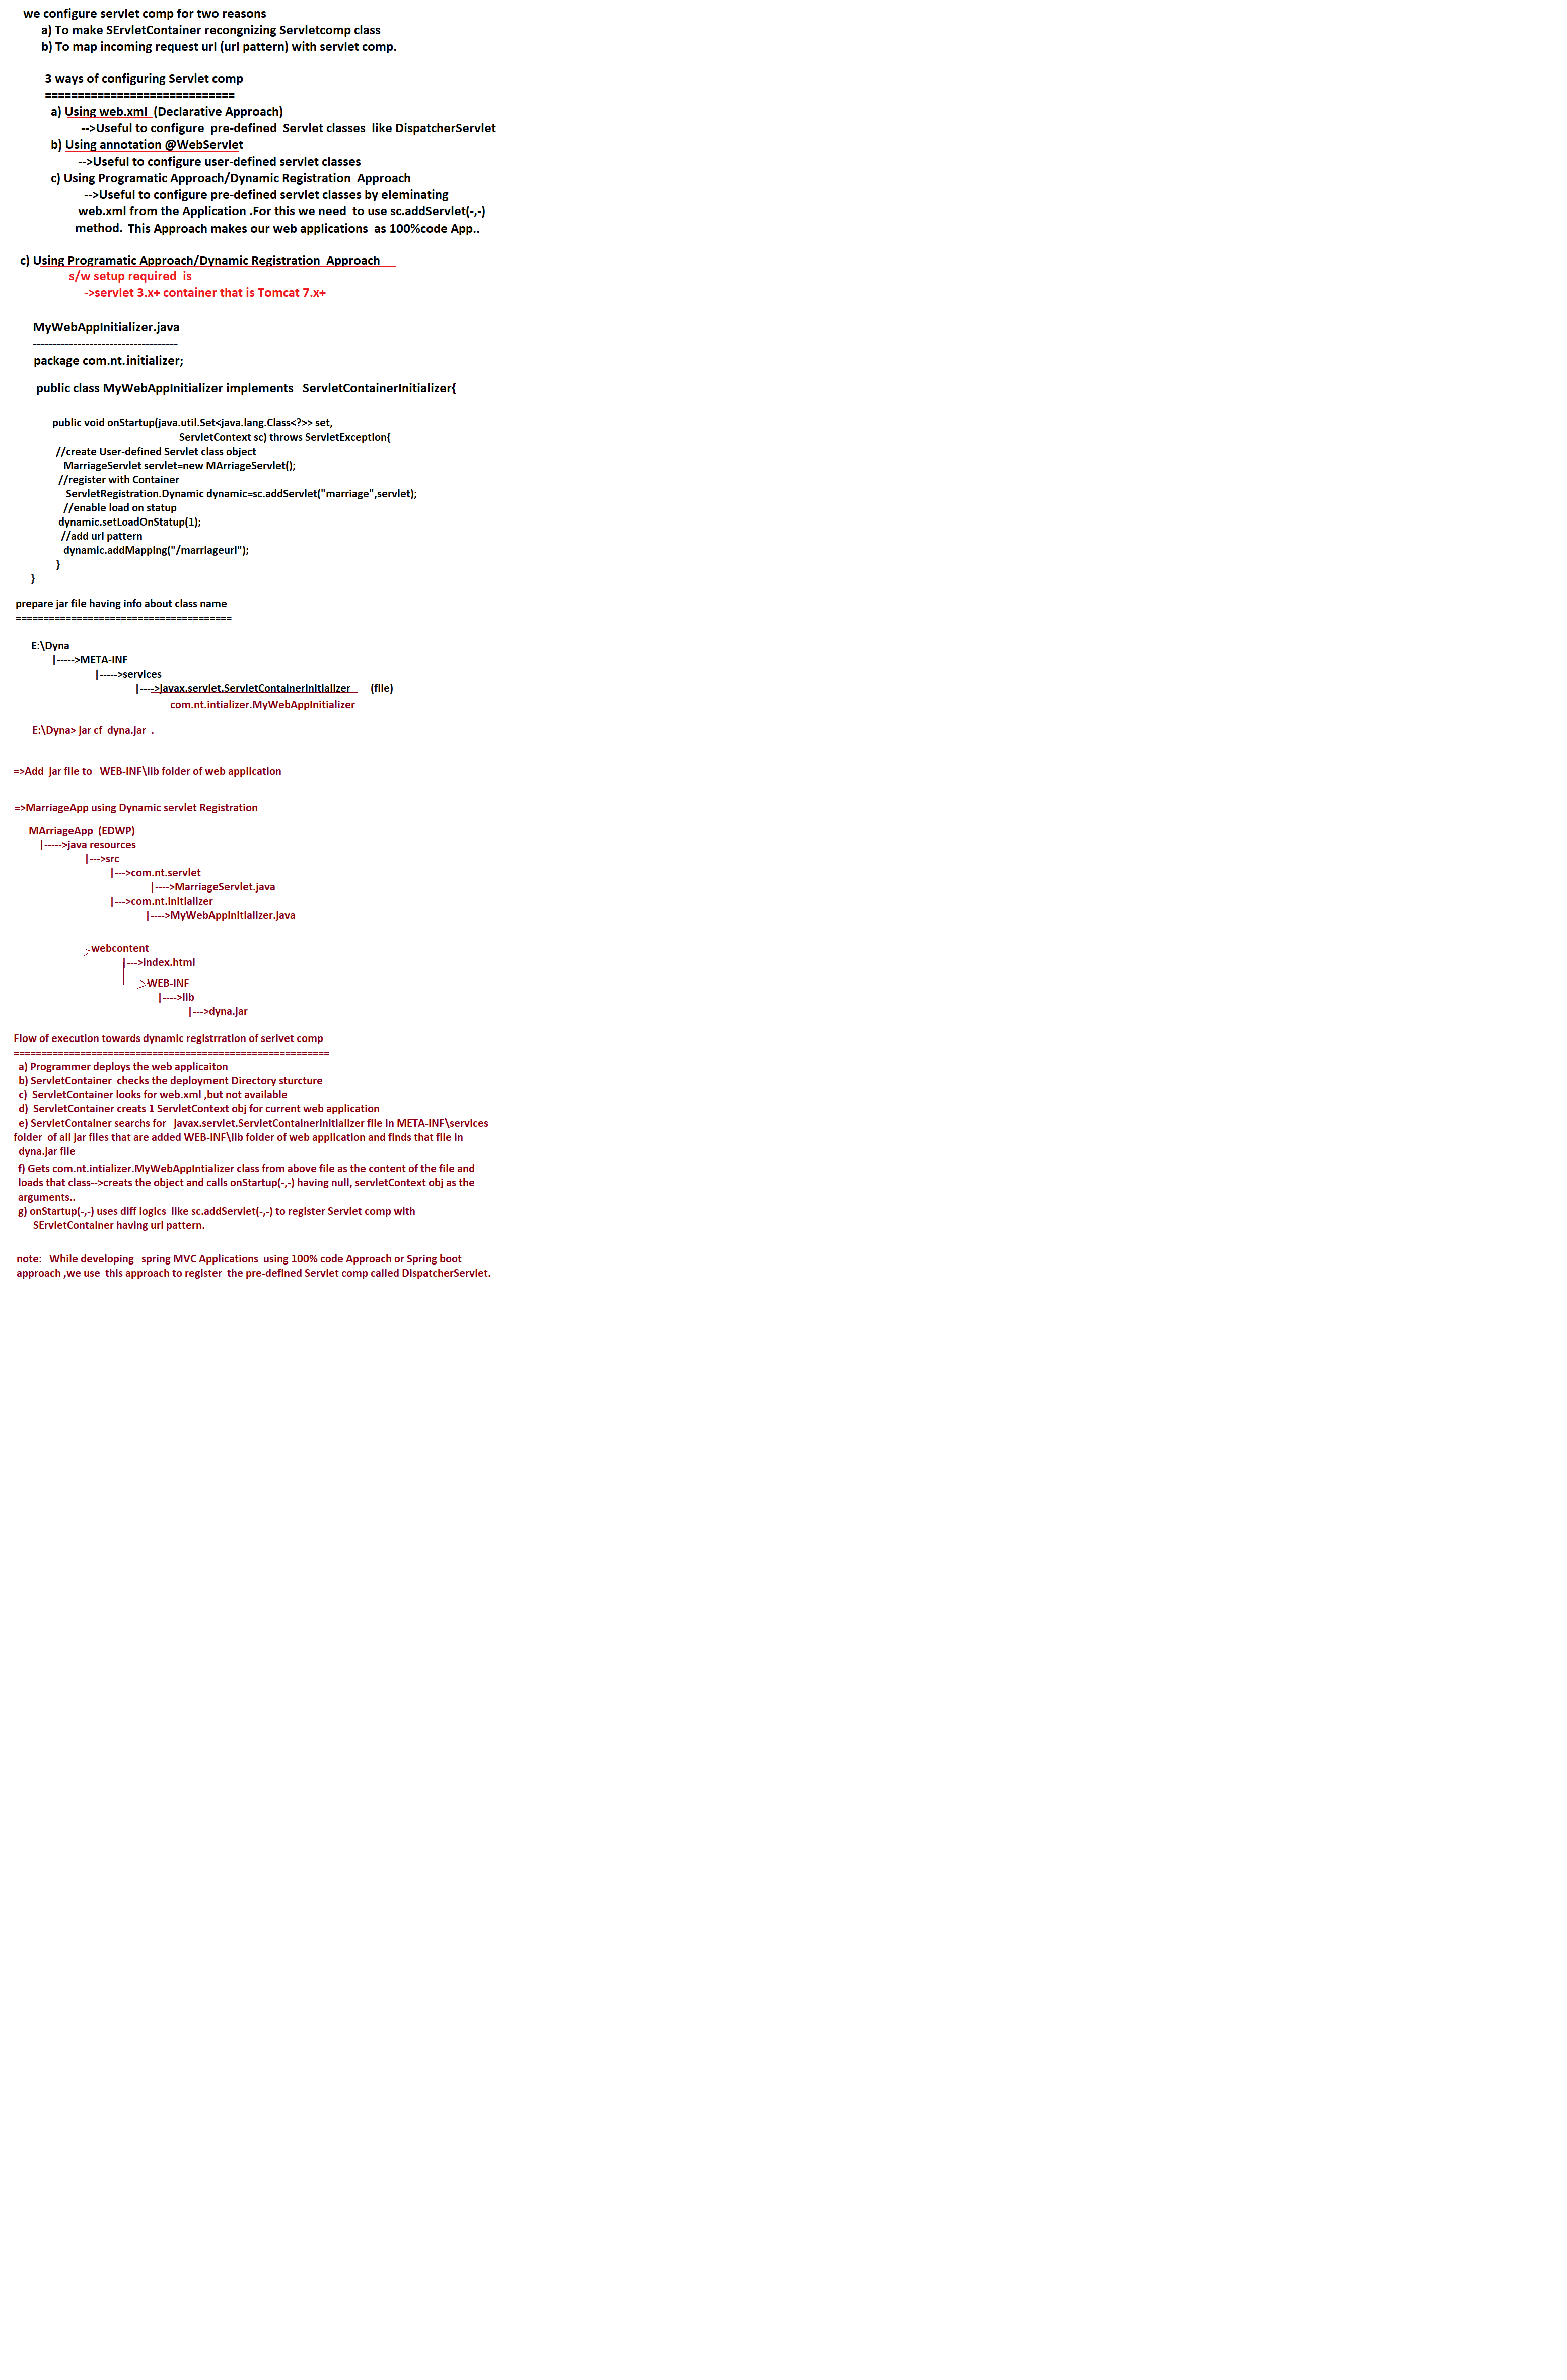 we configure servlet comp for two reasons
a) To make SErvletContainer recongnizing Servletcomp class
b) To map incoming request url (url pattern) with servlet comp.
3 ways of configuring Servlet comp
=============================
a) Using web.xml (Declarative Approach)
-->Useful to configure pre-defined Servlet classes like DispatcherServlet
b) Using annotation @WebServlet
-->Useful to configure user-defined servlet classes
c) Using Programatic Approach/Dynamic Registration Approach
-->Useful to configure pre-defined servlet classes by eleminating
web.xml from the Application .For this we need to use sc.addServlet(-,-)
method. This Approach makes our web applications as 100%code App..
c) Using Programatic Approach/Dynamic Registration Approach
s/w setup required is
->servlet 3.x+ container that is Tomcat 7.x+
MyWebAppInitializer.java
------------------------------------
package com.nt.initializer;
public class MyWebAppInitializer implements ServletContainerInitializer{
public void onStartup(java.util.Set<java.lang.Class<?>> set,
ServletContext sc) throws ServletException{
//create User-defined Servlet class object
MarriageServlet servlet=new MArriageServlet();
//register with Container
ServletRegistration.Dynamic dynamic=sc.addServlet("marriage",servlet);
//enable load on statup
dynamic.setLoadOnStatup(1);
//add url pattern
dynamic.addMapping("/marriageurl");
}
}
prepare jar file having info about class name
=======================================
E:\Dyna
|----->META-INF
|----->services
|---->javax.servlet.ServletContainerInitializer (file)
com.nt.intializer.MyWebAppInitializer
E:\Dyna> jar cf dyna.jar .
=>Add jar file to WEB-INF\lib folder of web application
=>MarriageApp using Dynamic servlet Registration
MArriageApp (EDWP)
|----->java resources
|--->src
|--->com.nt.servlet
|---->MarriageServlet.java
|--->com.nt.initializer
|---->MyWebAppInitializer.java
webcontent
|--->index.html
WEB-INF
|---->lib
|--->dyna.jar
Flow of execution towards dynamic registrration of serlvet comp
=========================================================
a) Programmer deploys the web applicaiton
b) ServletContainer checks the deployment Directory sturcture
c) ServletContainer looks for web.xml ,but not available
d) ServletContainer creats 1 ServletContext obj for current web application
e) ServletContainer searchs for javax.servlet.ServletContainerInitializer file in META-INF\services
folder of all jar files that are added WEB-INF\lib folder of web application and finds that file in
dyna.jar file
f) Gets com.nt.intializer.MyWebAppIntializer class from above file as the content of the file and
loads that class-->creats the object and calls onStartup(-,-) having null, servletContext obj as the
arguments..
g) onStartup(-,-) uses diff logics like sc.addServlet(-,-) to register Servlet comp with
SErvletContainer having url pattern.
note: While developing spring MVC Applications using 100% code Approach or Spring boot
approach ,we use this approach to register the pre-defined Servlet comp called DispatcherServlet.